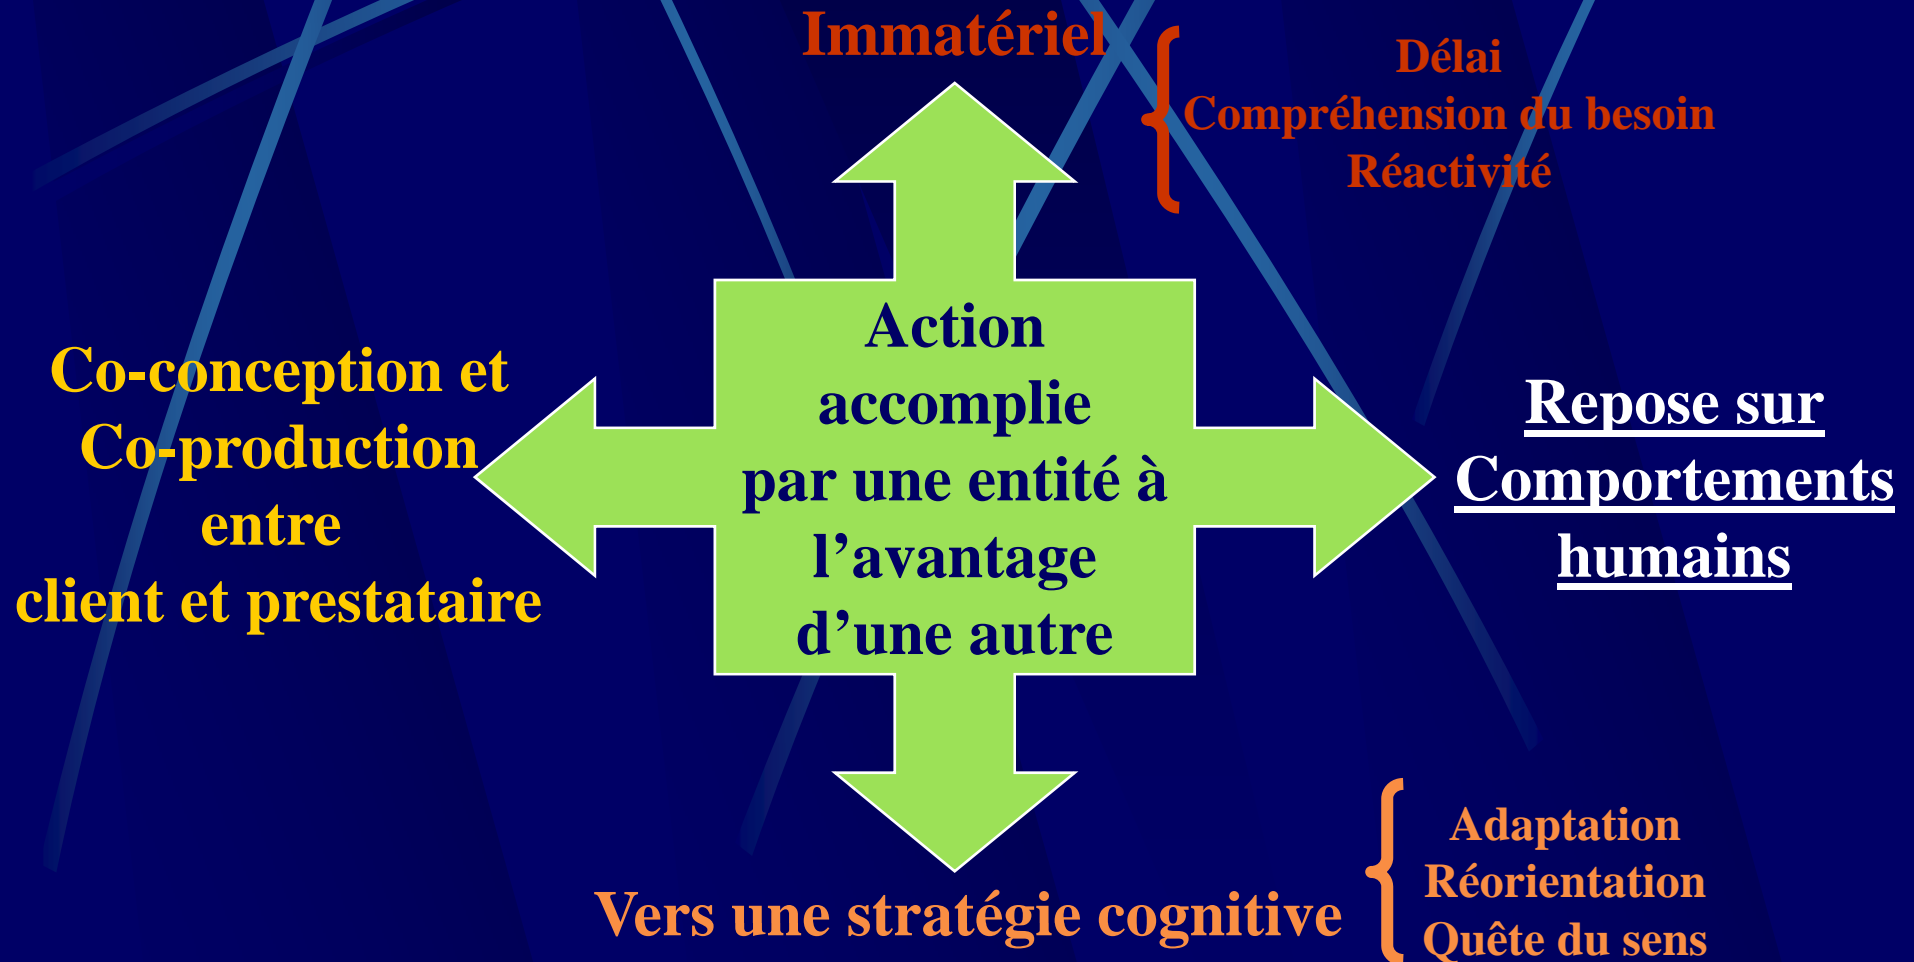 Immatériel
Délai
Compréhension du besoin
Réactivité
Co-conception et
Co-production
entre
client et prestataire
Action
accomplie
par une entité à
l’avantage
d’une autre
Repose sur
Comportements
humains
Vers une stratégie cognitive
Adaptation
Réorientation
Quête du sens